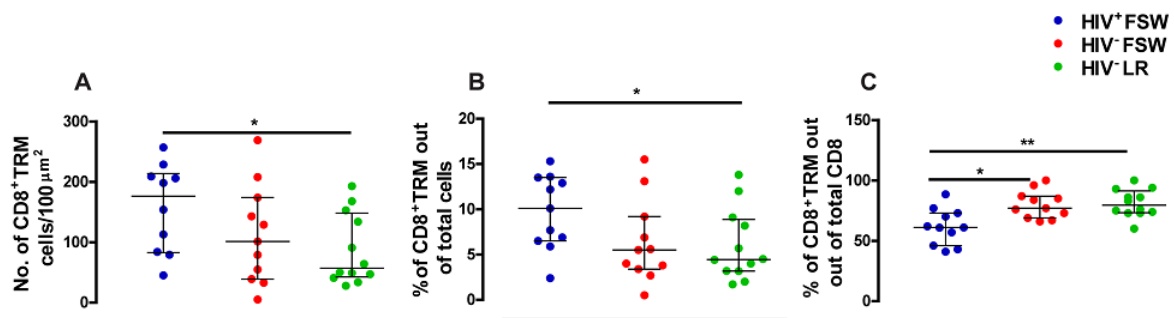 HIV⁺FSW
HIV⁻FSW
HIV⁻LR
A
No. of CD8⁺TRM
cells/100 μm²
300
200
100
0
*
B
%of CD8⁺TRM out
of total cells
20
15
10
5
0
*
C
% of CD8⁺TRM out
out of total CD8
150
100
50
0
**
*